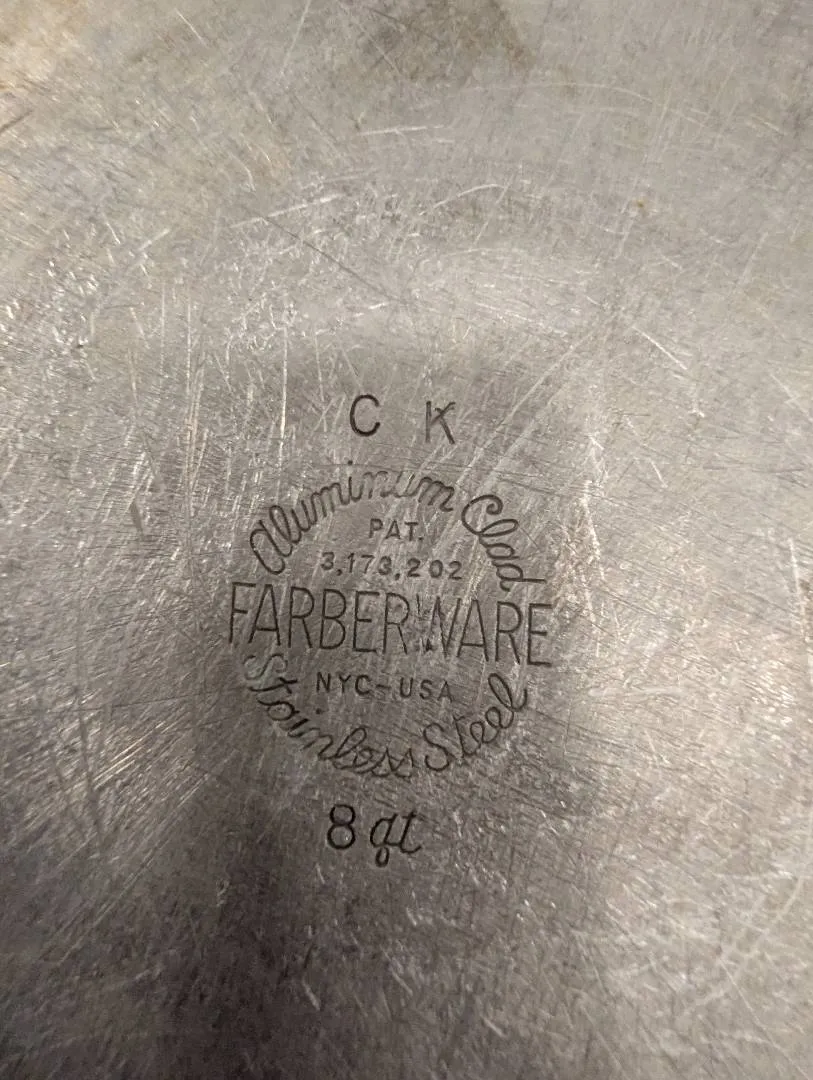 C K
Aluminum Clad
PAT.
3,173,202
FARBERWARE
NYC-USA
Stainless Steel
8 qt